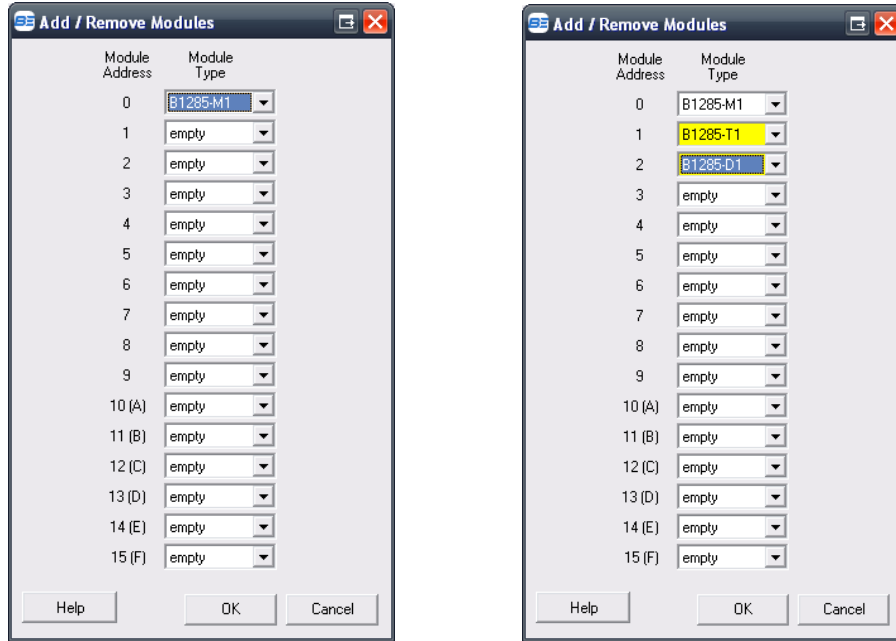 BE Add / Remove Modules
Module Address Module Type
0 B1285-M1
1 empty
2 empty
3 empty
4 empty
5 empty
6 empty
7 empty
8 empty
9 empty
10 (A) empty
11 (B) empty
12 (C) empty
13 (D) empty
14 (E) empty
15 (F) empty
Help OK Cancel
BE Add / Remove Modules
Module Address Module Type
0 B1285-M1
1 B1285-T1
2 B1285-D1
3 empty
4 empty
5 empty
6 empty
7 empty
8 empty
9 empty
10 (A) empty
11 (B) empty
12 (C) empty
13 (D) empty
14 (E) empty
15 (F) empty
Help OK Cancel